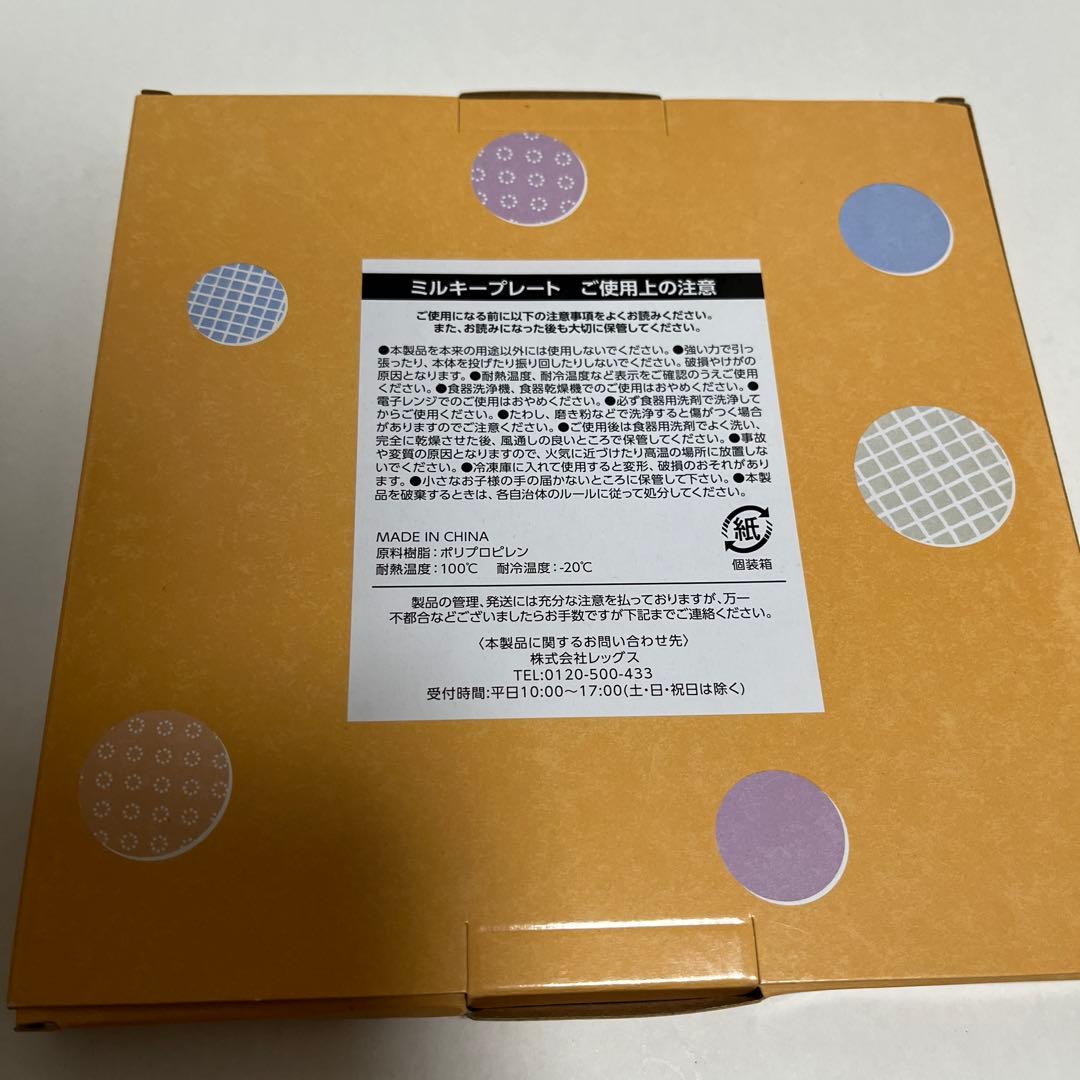 ミルキープレート　ご使用上の注意
ご使用になる前に以下の注意事項をよくお読みください。
また、お読みになった後も大切に保管してください。
●本製品を本来の用途以外には使用しないでください。●強い力で引っ
張ったり、本体を投げたり振り回したりしないでください。破損やけがの
原因となります。●耐熱温度、耐冷温度など表示をご確認のうえご使用
ください。●食器洗浄機、食器乾燥機でのご使用はおやめください。●
電子レンジでのご使用はおやめください。●必ず食器用洗剤で洗浄して
からご使用ください。●たわし、磨き粉などで洗浄すると傷がつく場合
がありますのでご注意ください。●ご使用後は食器用洗剤でよく洗い、
完全に乾燥させた後、風通しの良いところで保管してください。●事故
や変質の原因となりますので、火気に近づけたり高温の場所に放置しな
いでください。●冷凍庫に入れて使用すると変形、破損のおそれがありま
す。●小さなお子様の手の届かないところに保管して下さい。●本製
品を破棄するときは、各自治体のルールに従って処分してください。
紙
個装箱
MADE IN CHINA
原料樹脂：ポリプロピレン
耐熱温度：100℃　耐冷温度：-20℃
製品の管理、発送には充分な注意を払っておりますが、万一
不都合などございましたらお手数ですが下記までご連絡ください。
〈本製品に関するお問い合わせ先〉
株式会社レッグス
TEL:0120-500-433
受付時間：平日10:00～17:00(土・日・祝日は除く)